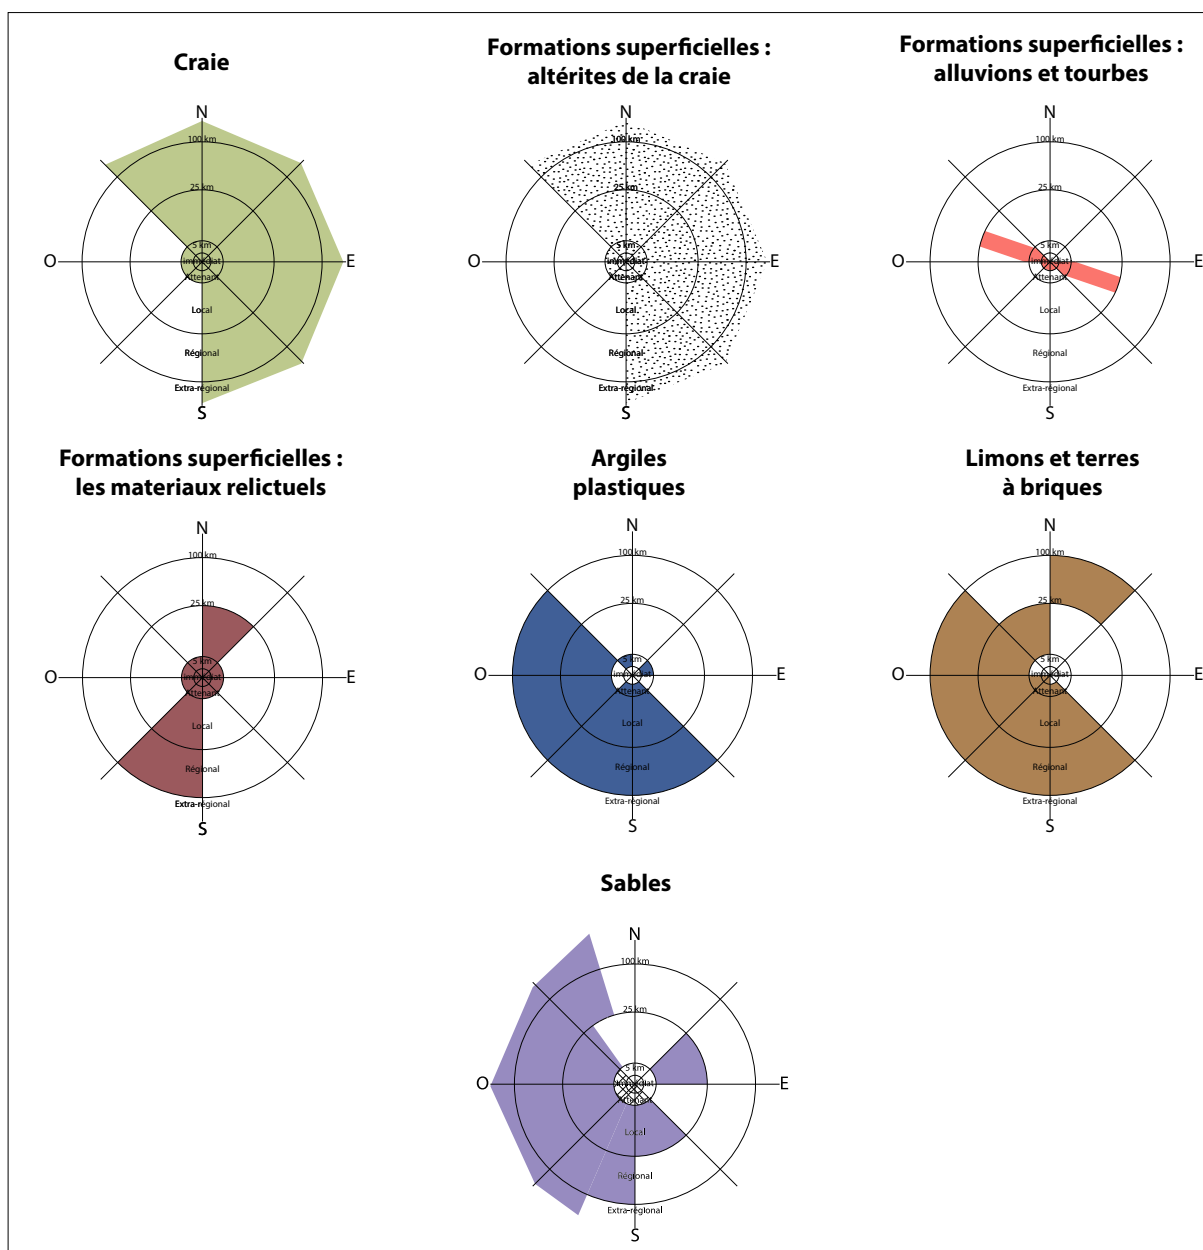 Craie
N
100 km
25 km
5 km
O
immédiat
E
Attenant
Local
Régional
Extra-régional
S
Formations superficielles :
altérites de la craie
N
100 km
25 km
5 km
O
immédiat
E
Attenant
Local
Régional
Extra-régional
S
Formations superficielles :
alluvions et tourbes
N
100 km
25 km
5 km
O
immédiat
E
Attenant
Local
Régional
Extra-régional
S
Formations superficielles :
les materiaux relictuels
N
100 km
25 km
5 km
O
immédiat
E
Attenant
Local
Régional
Extra-régional
S
Argiles
plastiques
N
100 km
25 km
5 km
O
immédiat
E
Attenant
Local
Régional
Extra-régional
S
Limons et terres
à briques
N
100 km
25 km
5 km
O
immédiat
E
Attenant
Local
Régional
Extra-régional
S
Sables
N
100 km
25 km
5 km
O
immédiat
E
Attenant
Local
Régional
Extra-régional
S